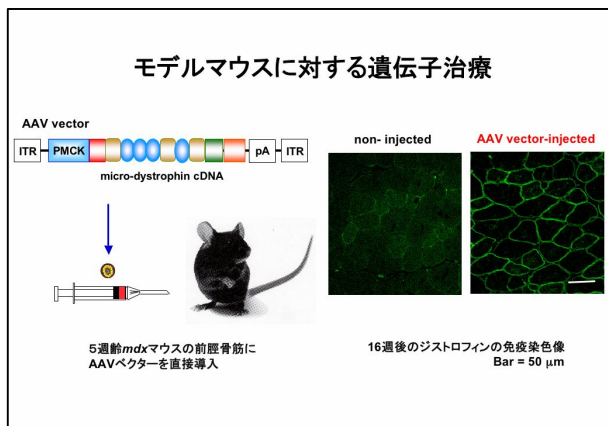 モデルマウスに対する遺伝子治療
AAV vector
ITR PMCK pA ITR
micro-dystrophin cDNA
non- injected
AAV vector-injected
5週齢mdxマウスの前脛骨筋に
AAVベクターを直接導入
16週後のジストロフィンの免疫染色像
Bar = 50 μm